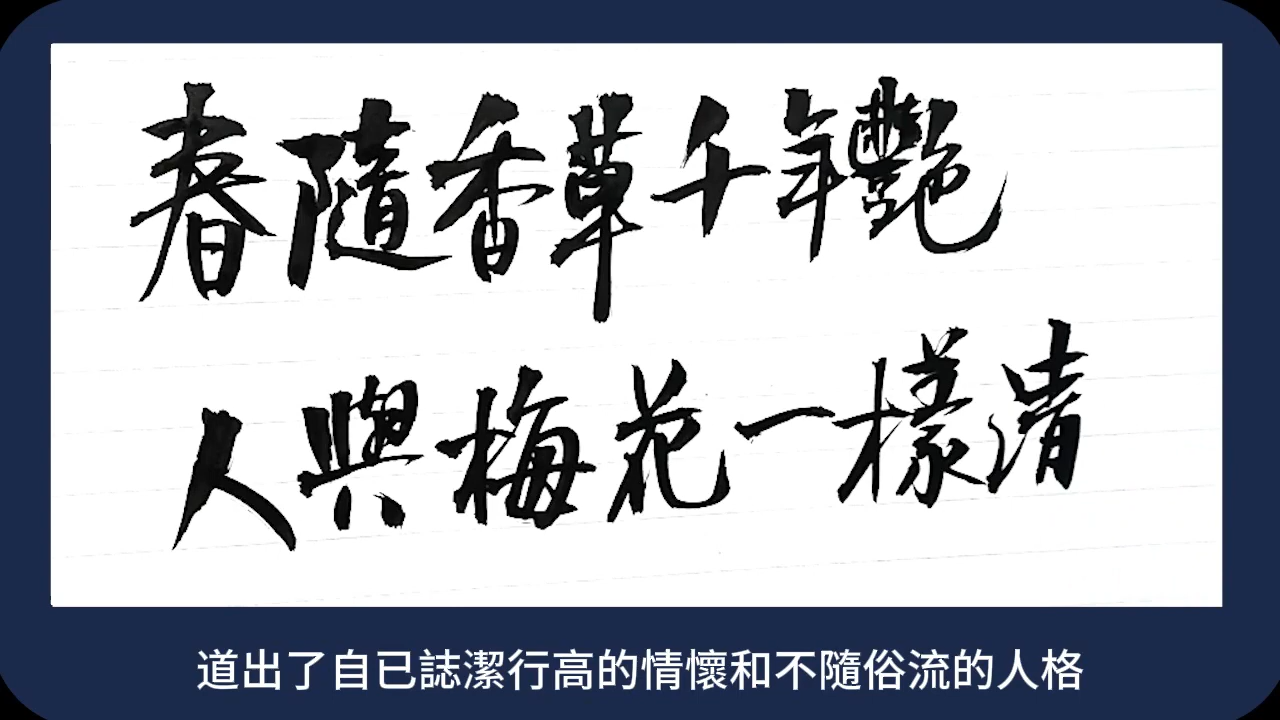 春隨香草千年艷
人與梅花一樣清
道出了自已誌潔行高的情懷和不隨俗流的人格